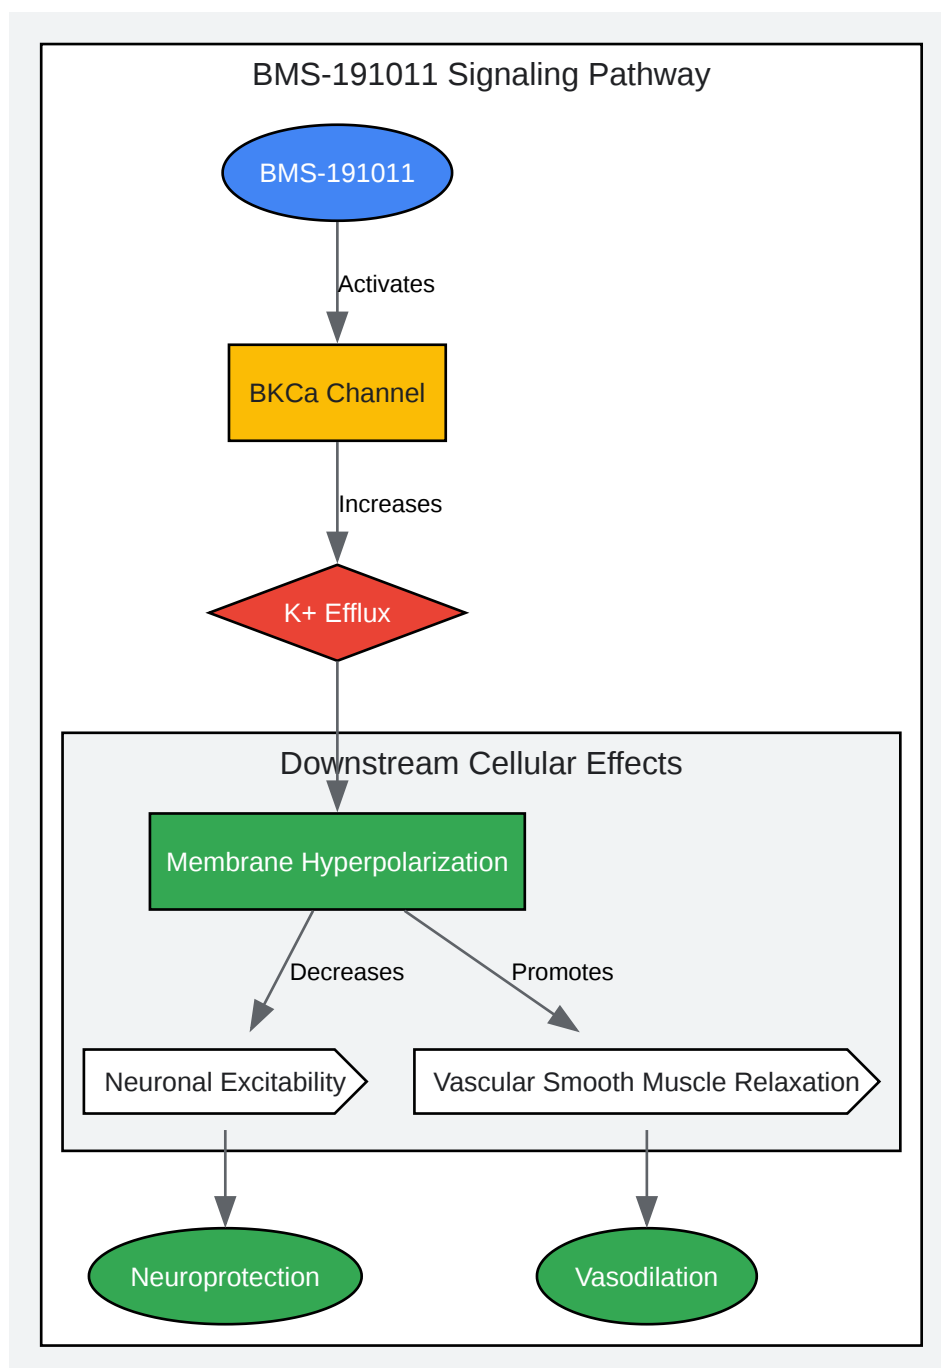 BMS-191011 Signaling Pathway
BMS-191011
Activates
BKCa Channel
Increases
K+ Efflux
Downstream Cellular Effects
Membrane Hyperpolarization
Decreases
Promotes
Neuronal Excitability
Vascular Smooth Muscle Relaxation
Neuroprotection
Vasodilation